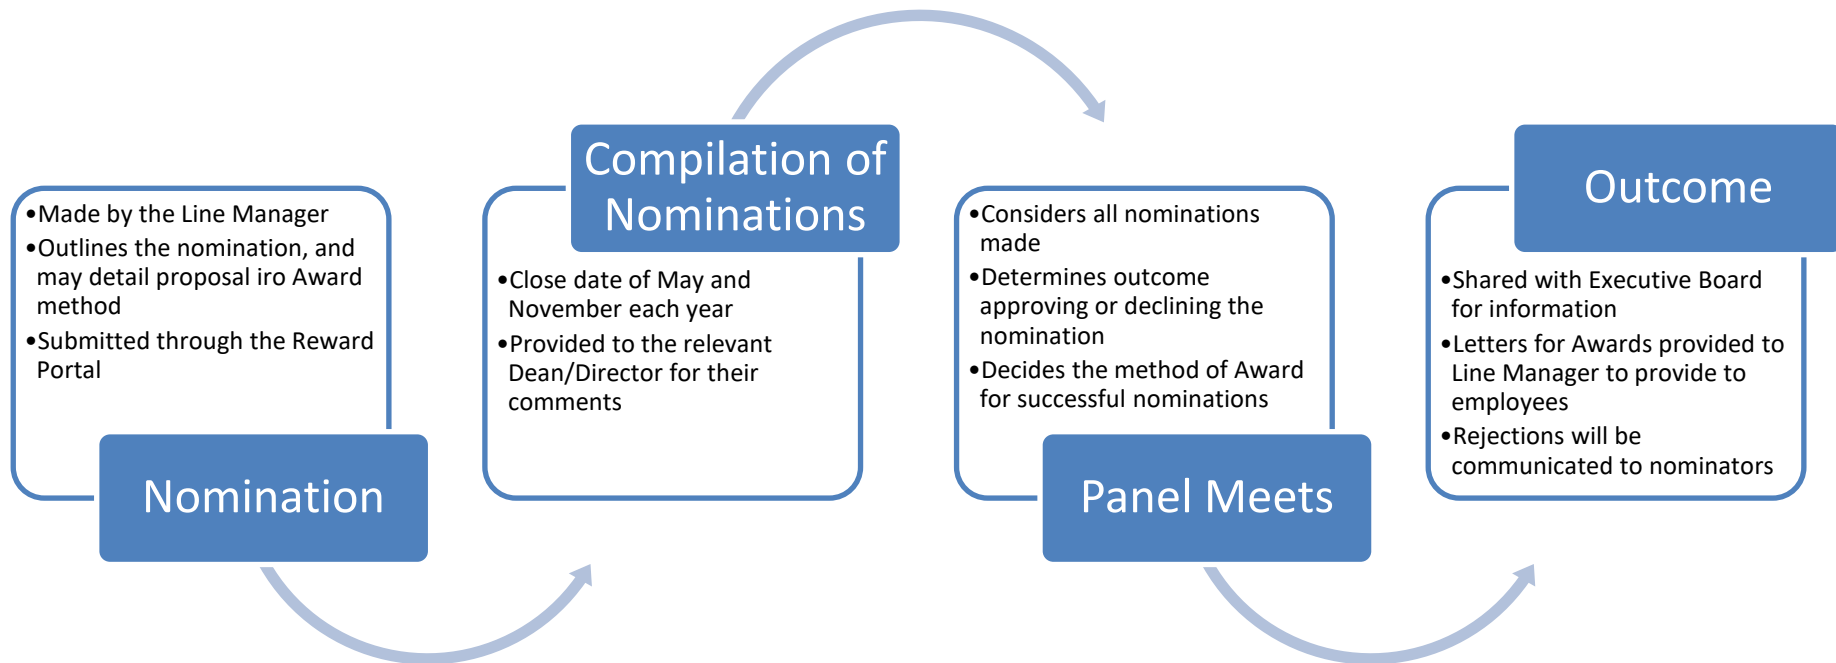 •Made by the Line Manager
•Outlines the nomination, and
may detail proposal iro Award
method
•Submitted through the Reward
Portal
Nomination
Compilation of
Nominations
•Close date of May and
November each year
•Provided to the relevant
Dean/Director for their
comments
•Considers all nominations
made
•Determines outcome
approving or declining the
nomination
•Decides the method of Award
for successful nominations
Panel Meets
Outcome
•Shared with Executive Board
for information
•Letters for Awards provided to
Line Manager to provide to
employees
•Rejections will be
communicated to nominators